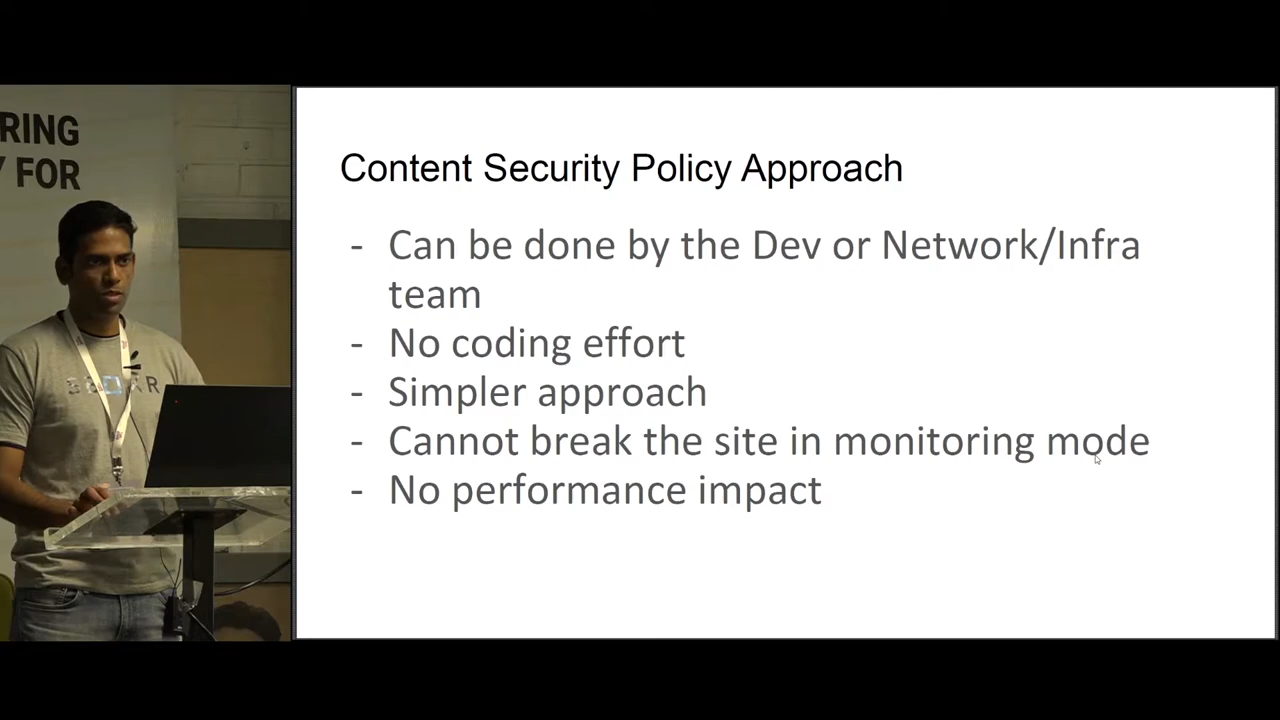 RING
Y FOR
Content Security Policy Approach
- Can be done by the Dev or Network/Infra
team
- No coding effort
- Simpler approach
- Cannot break the site in monitoring mode
- No performance impact